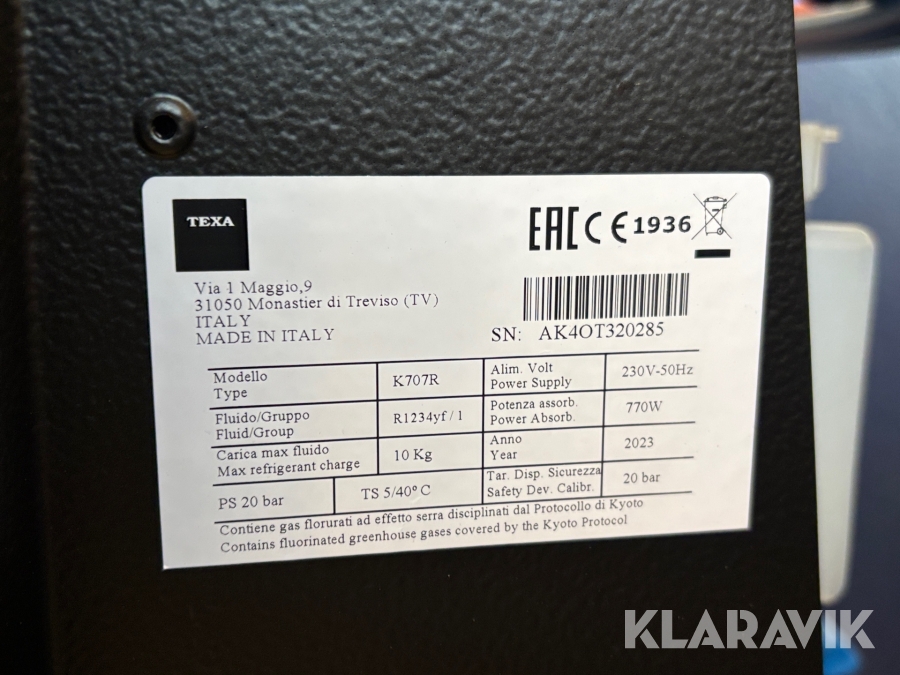 TEXA
EAC CE 1936
Via 1 Maggio,9
31050 Monastier di Treviso (TV)
ITALY
MADE IN ITALY
SN: AK4OT320285
Modello
Type
K707R
Alim. Volt
Power Supply
230V-50Hz
Fluido/Gruppo
Fluid/Group
R1234yf / 1
Potenza assorb.
Power Absorb.
770W
Carica max fluido
Max refrigerant charge
10 Kg
Anno
Year
2023
PS 20 bar
TS 5/40° C
Tar. Disp. Sicurezza
Safety Dev. Calibr.
20 bar
Contiene gas florurati ad effetto serra disciplinati dal Protocollo di Kyoto
Contains fluorinated greenhouse gases covered by the Kyoto Protocol
KLARAVIK